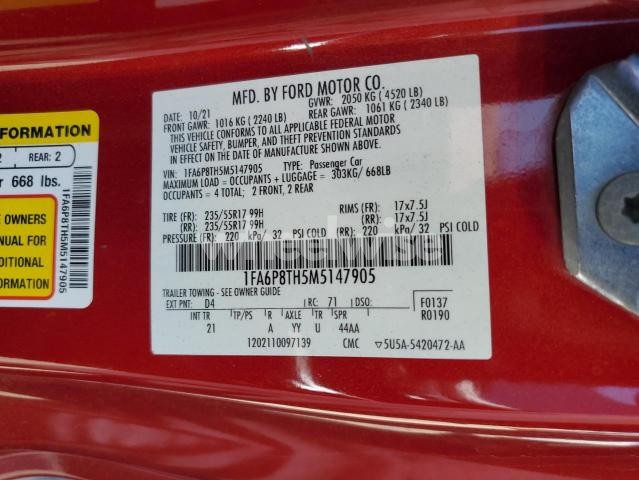 MFD. BY FORD MOTOR CO.
DATE: 10/21 GVWR: 2050 KG ( 4520 LB)
FRONT GAWR: 1016 KG ( 2240 LB) REAR GAWR: 1061 KG ( 2340 LB)
THIS VEHICLE CONFORMS TO ALL APPLICABLE FEDERAL MOTOR
VEHICLE SAFETY, BUMPER, AND THEFT PREVENTION STANDARDS
IN EFFECT ON THE DATE OF MANUFACTURE SHOWN ABOVE.
VIN: 1FA6P8TH5M5147905 TYPE: Passenger Car
MAXIMUM LOAD = OCCUPANTS + LUGGAGE = 303KG/ 668LB
OCCUPANTS = 4 TOTAL; 2 FRONT, 2 REAR
TIRE (FR): 235/55R17 99H RIMS (FR): 17x7.5J
(RR): 235/55R17 99H (RR): 17x7.5J
PRESSURE (FR): 220 kPa/ 32 PSI COLD (RR): 220 kPa/ 32 PSI COLD
1FA6P8TH5M5147905
TRAILER TOWING - SEE OWNER GUIDE
EXT PNT: D4 RC: 71 DSO: F0137
INT TR TP/PS R AXLE TR SPR R0190
21 A YY U 44AA
1202110097139 CMC ▽5U5A-5420472-AA
FORMATION
2 REAR: 2
r 668 lbs.
E OWNERS
NUAL FOR
DITIONAL
RMATION
1FA6P8TH5M5147905